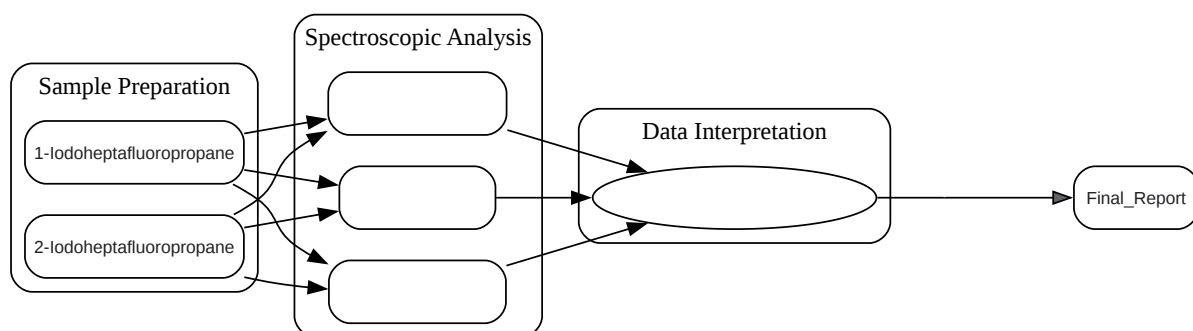 Sample Preparation
1-Iodoheptafluoropropane
2-Iodoheptafluoropropane
Spectroscopic Analysis
Data Interpretation
Final_Report